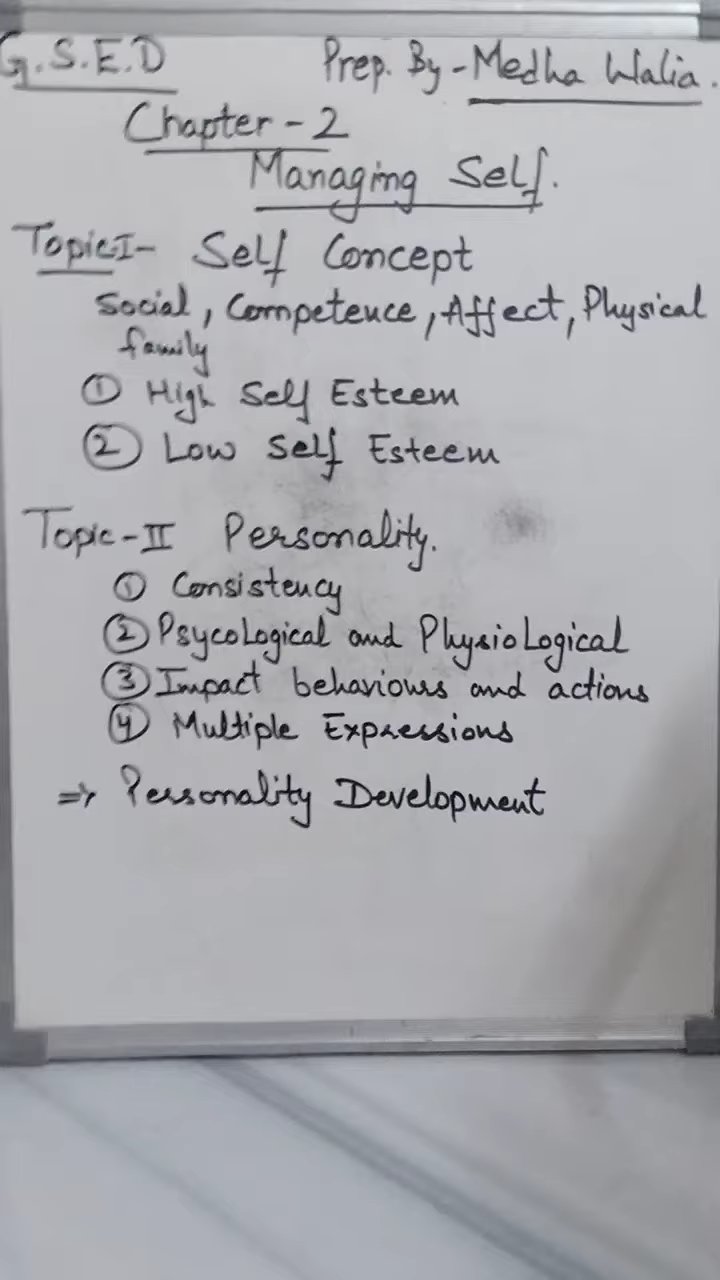 G.S.E.D Prep. By - Medha Walia.
Chapter - 2
Managing Self.
Topic I - Self Concept
Social, Competence, Affect, Physical
family
① High Self Esteem
② Low Self Esteem
Topic - II Personality.
① Consistency
② Psycological and Physiological
③ Impact behaviours and actions
④ Multiple Expressions
⇒ Personality Development